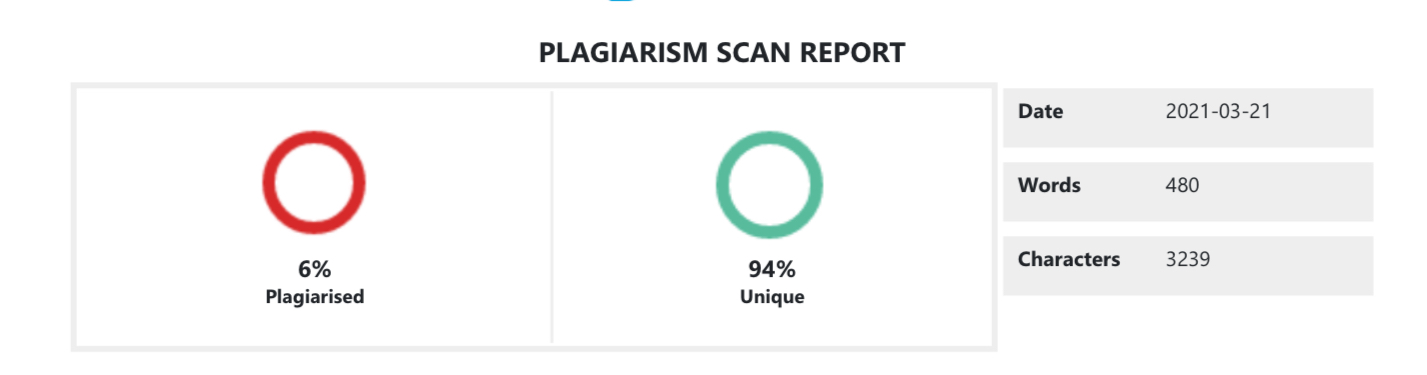 PLAGIARISM SCAN REPORT
6%
Plagiarised
94%
Unique
Date 2021-03-21
Words 480
Characters 3239